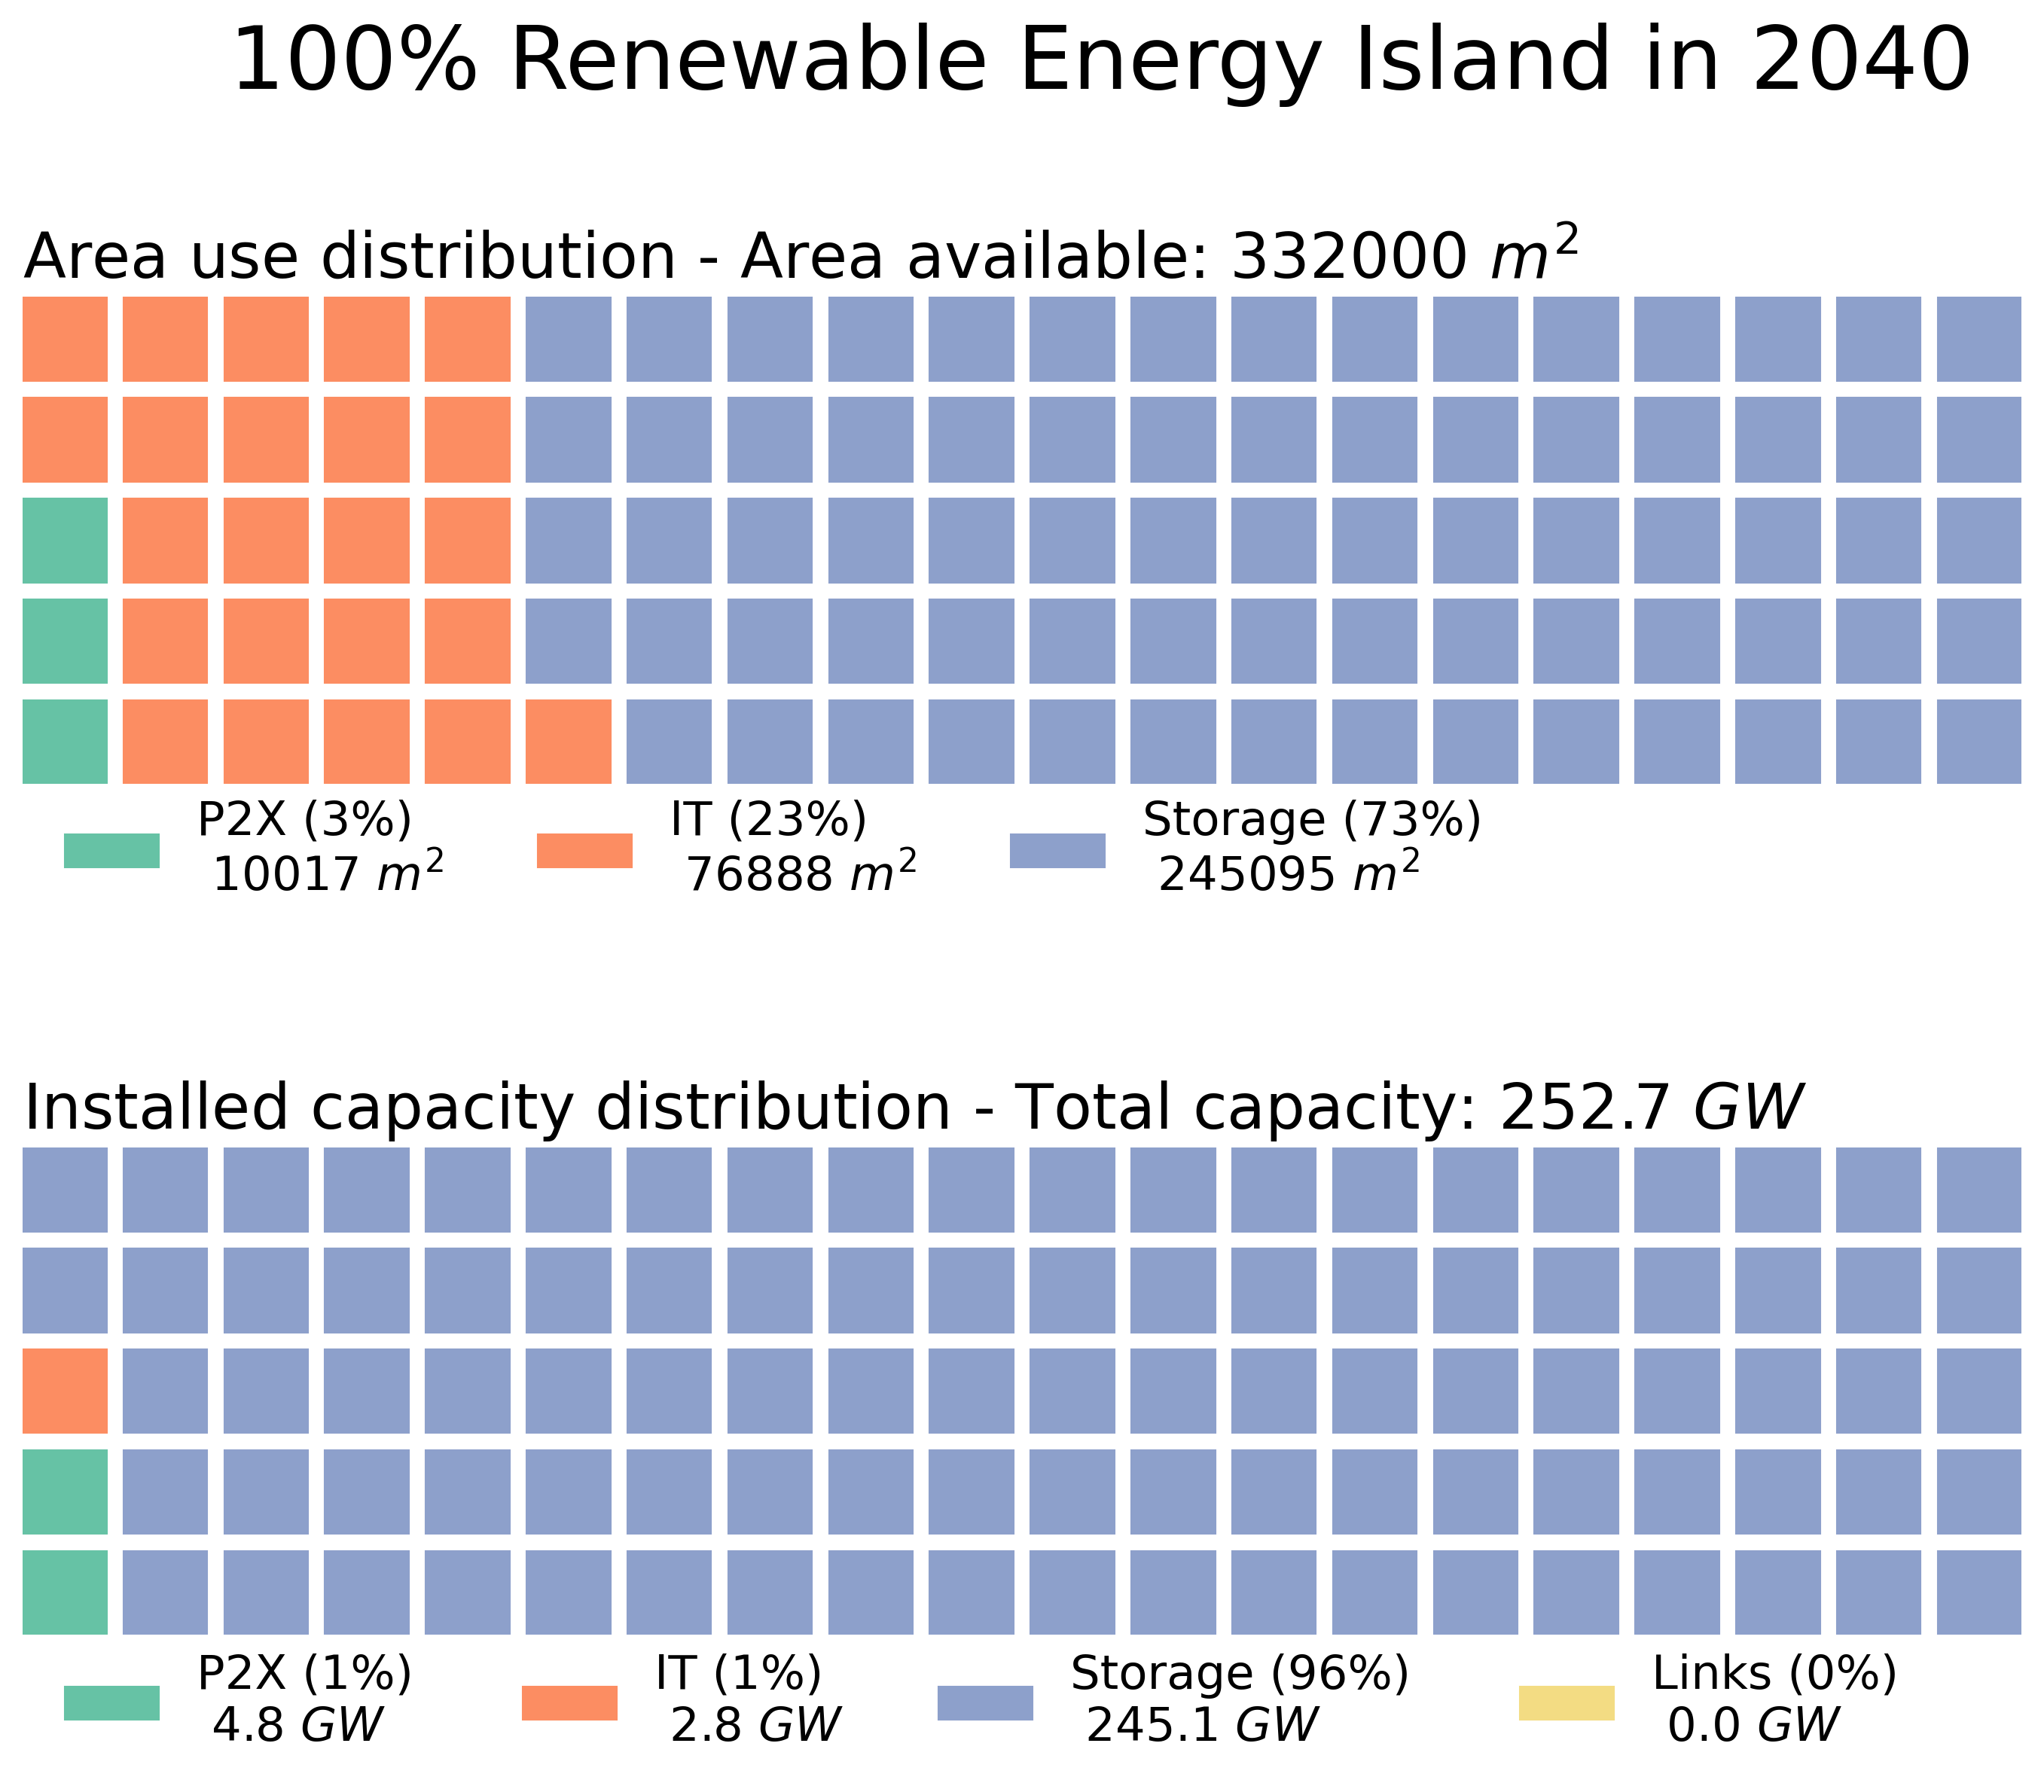 100% Renewable Energy Island in 2040
Area use distribution - Area available: 332000 m²
P2X (3%)
10017 m²
IT (23%)
76888 m²
Storage (73%)
245095 m²
Installed capacity distribution - Total capacity: 252.7 GW
P2X (1%)
4.8 GW
IT (1%)
2.8 GW
Storage (96%)
245.1 GW
Links (0%)
0.0 GW